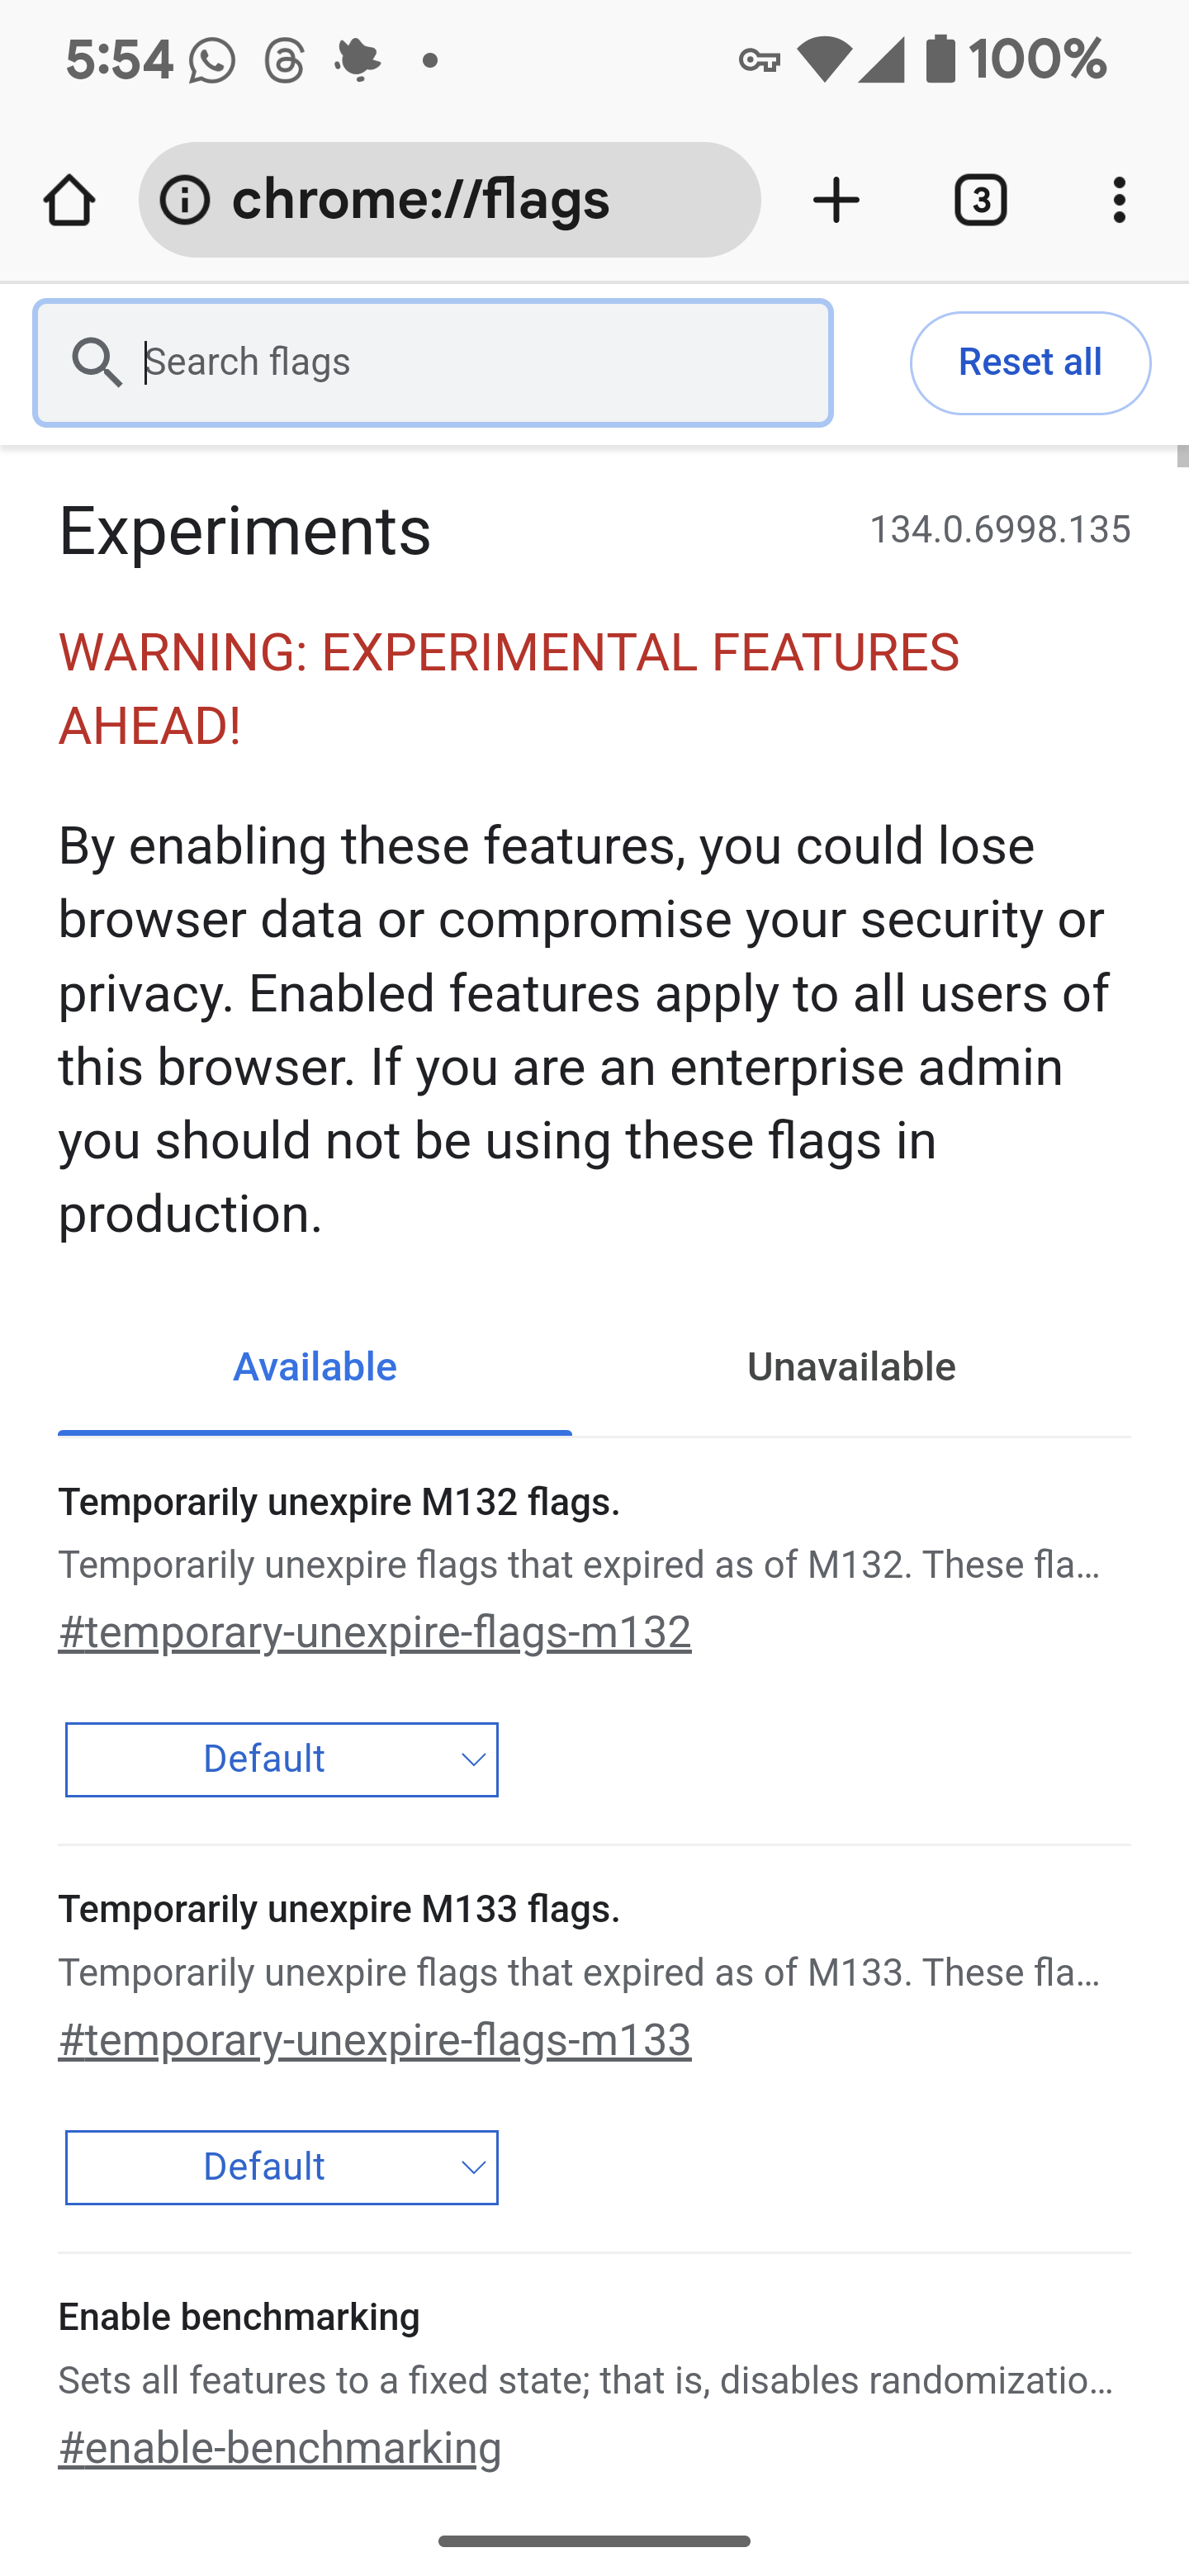 5:54
100%
chrome://flags
3
Search flags
Reset all
Experiments
134.0.6998.135
WARNING: EXPERIMENTAL FEATURES
AHEAD!
By enabling these features, you could lose
browser data or compromise your security or
privacy. Enabled features apply to all users of
this browser. If you are an enterprise admin
you should not be using these flags in
production.
Available
Unavailable
Temporarily unexpire M132 flags.
Temporarily unexpire flags that expired as of M132. These fla...
#temporary-unexpire-flags-m132
Default
Temporarily unexpire M133 flags.
Temporarily unexpire flags that expired as of M133. These fla...
#temporary-unexpire-flags-m133
Default
Enable benchmarking
Sets all features to a fixed state; that is, disables randomizatio...
#enable-benchmarking